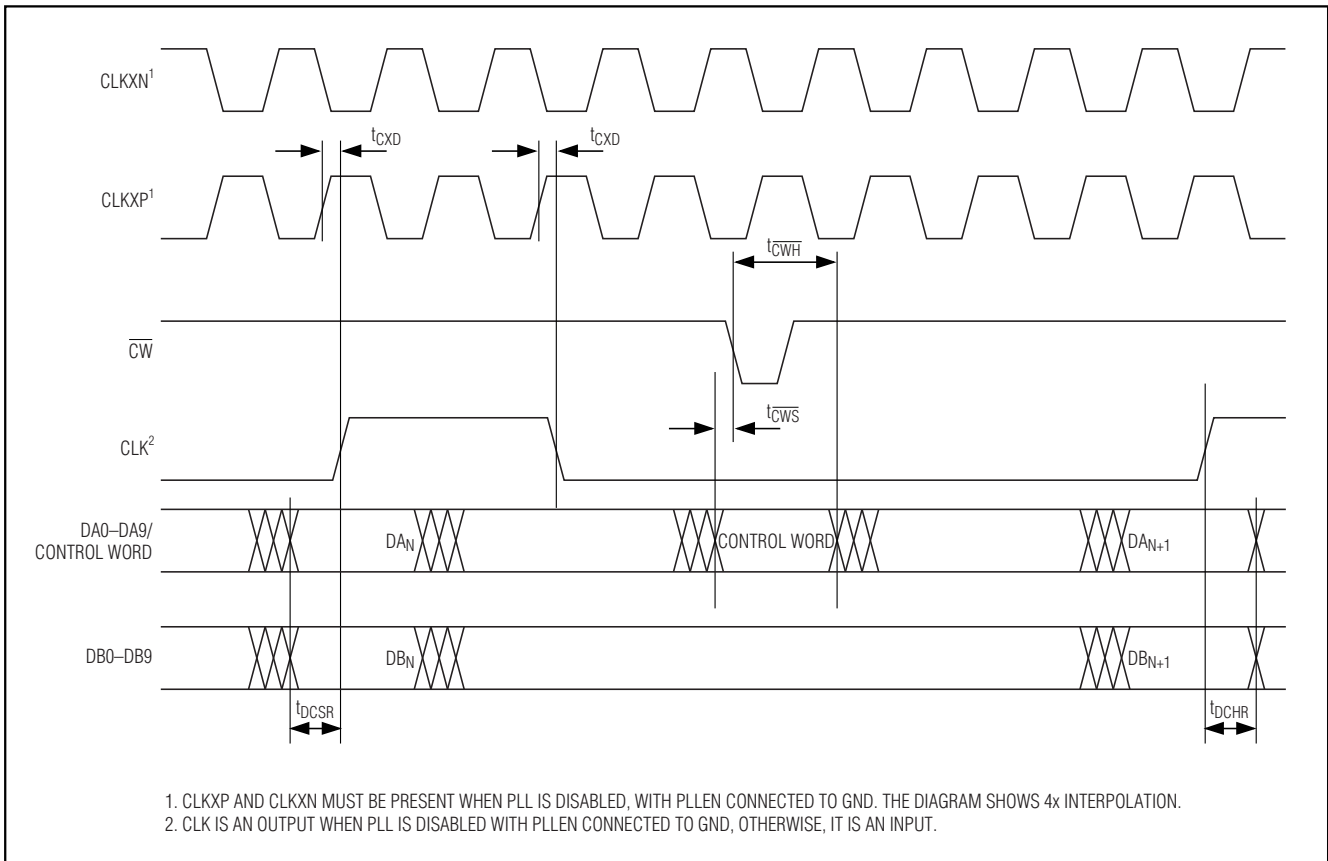 CLKXN¹
tCXD tCXD
CLKXP¹
tC̅W̅H̅
C̅W̅
tC̅W̅S̅
CLK²
DA0–DA9/
CONTROL WORD
DAN CONTROL WORD DAN+1
DB0–DB9 DBN DBN+1
tDCSR tDCHR
1. CLKXP AND CLKXN MUST BE PRESENT WHEN PLL IS DISABLED, WITH PLLEN CONNECTED TO GND. THE DIAGRAM SHOWS 4x INTERPOLATION.
2. CLK IS AN OUTPUT WHEN PLL IS DISABLED WITH PLLEN CONNECTED TO GND, OTHERWISE, IT IS AN INPUT.